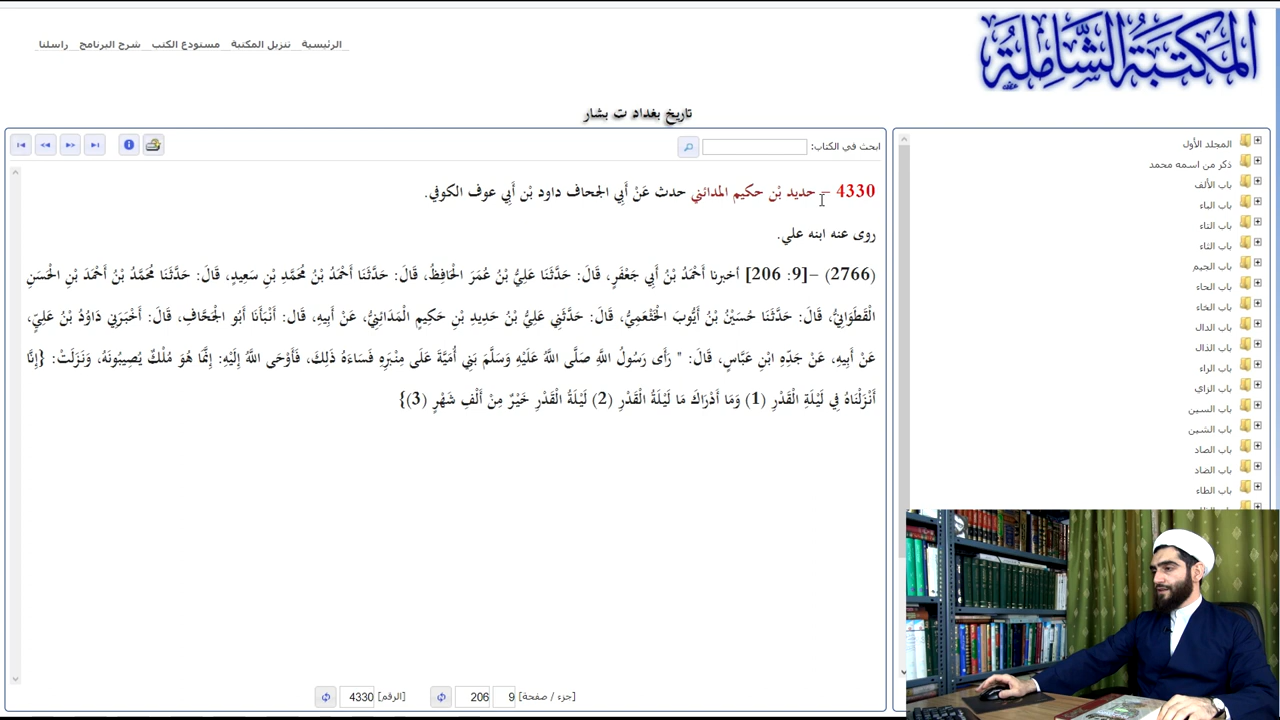 المكتبة الشاملة
الرئيسية تنزيل المكتبة مستودع الكتب شرح البرنامج راسلنا
تاريخ بغداد ت بشار
ابحث في الكتاب:
4330 – حديد بْن حكيم المدائني حدث عَنْ أَبِي الجحاف داود بْن أَبِي عوف الكوفي.
روى عنه ابنه علي.
(2766) –[9: 206] أخبرنا أَحْمَدُ بْنُ أَبِي جَعْفَرٍ، قَالَ: حَدَّثَنَا عَلِيُّ بْنُ عُمَرَ الْحَافِظُ، قَالَ: حَدَّثَنَا أَحْمَدُ بْنُ مُحَمَّدِ بْنِ سَعِيدٍ، قَالَ: حَدَّثَنَا مُحَمَّدُ بْنُ أَحْمَدَ بْنِ الْحَسَنِ
الْقَطَوَانِيُّ، قَالَ: حَدَّثَنَا حُسَيْنُ بْنُ أَيُّوبَ الْخَثْعَمِيُّ، قَالَ: حَدَّثَنِي عَلِيُّ بْنُ حَدِيدِ بْنِ حَكِيمٍ الْمَدَائِنِيُّ، عَنْ أَبِيهِ، قَال: أَنْبَأَنَا أَبُو الْجَحَّافِ، قَالَ: أَخْبَرَنِي دَاوُدُ بْنُ عَلِيٍّ،
عَنْ أَبِيهِ، عَنْ جَدِّهِ ابْنِ عَبَّاسٍ، قَالَ: " رَأَى رَسُولُ اللَّهِ صَلَّى اللَّهُ عَلَيْهِ وَسَلَّمَ بَنِي أُمَيَّةَ عَلَى مِنْبَرِهِ فَسَاءَهُ ذَلِكَ، فَأَوْحَى اللَّهُ إِلَيْهِ: إِنَّمَا هُوَ مُلْكٌ يُصِيبُونَهُ، وَنَزَلَتْ: {إِنَّا
أَنْزَلْنَاهُ فِي لَيْلَةِ الْقَدْرِ (1) وَمَا أَدْرَاكَ مَا لَيْلَةُ الْقَدْرِ (2) لَيْلَةُ الْقَدْرِ خَيْرٌ مِنْ أَلْفِ شَهْرٍ (3)}
المجلد الأول
ذكر من اسمه محمد
باب الألف
باب الباء
باب التاء
باب الثاء
باب الجيم
باب الحاء
باب الخاء
باب الدال
باب الذال
باب الراء
باب الزاي
باب السين
باب الشين
باب الصاد
باب الضاد
باب الطاء
[جزء / صفحة] 9 206 [الرقم] 4330